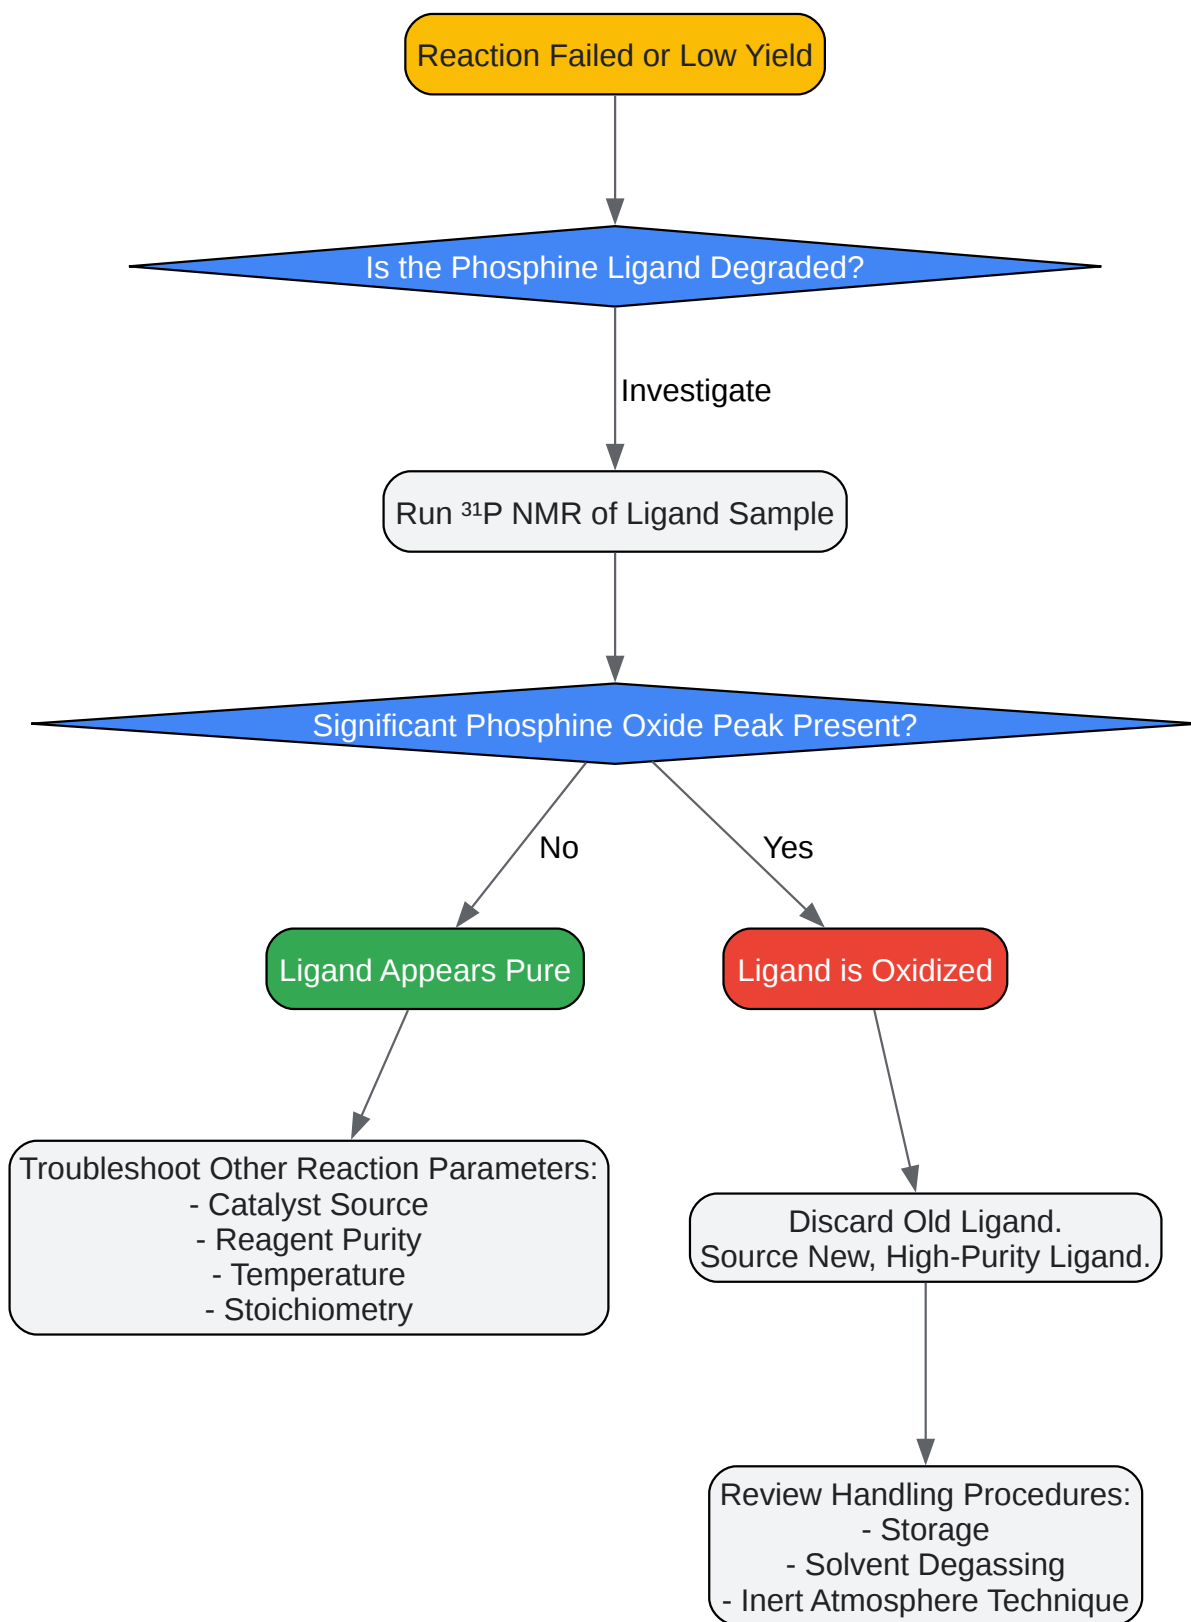 Reaction Failed or Low Yield
Is the Phosphine Ligand Degraded?
Investigate
Run ³¹P NMR of Ligand Sample
Significant Phosphine Oxide Peak Present?
No
Yes
Ligand Appears Pure
Ligand is Oxidized
Troubleshoot Other Reaction Parameters:
- Catalyst Source
- Reagent Purity
- Temperature
- Stoichiometry
Discard Old Ligand.
Source New, High-Purity Ligand.
Review Handling Procedures:
- Storage
- Solvent Degassing
- Inert Atmosphere Technique